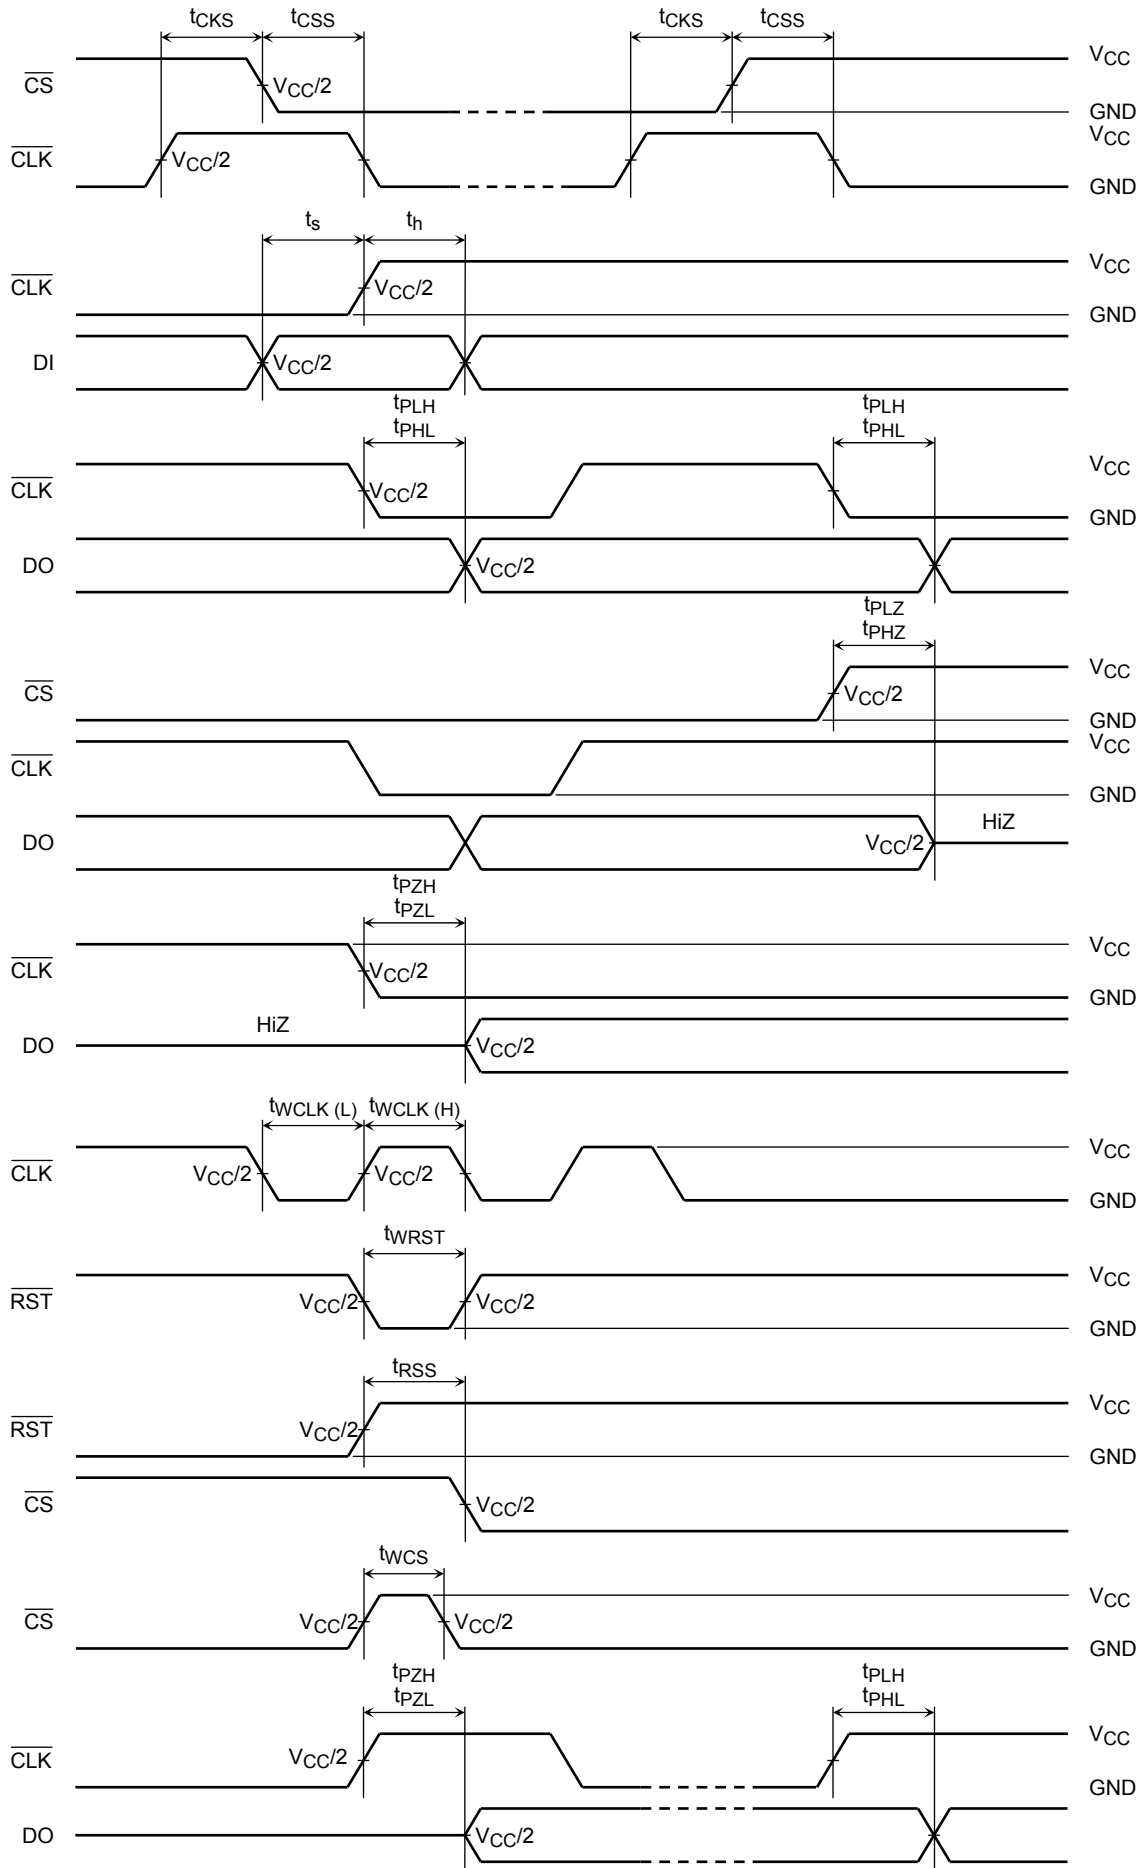 tCKS tCSS tCKS tCSS
CS VCC/2 VCC
GND
CLK VCC/2 VCC
GND
ts th
CLK VCC/2 VCC
GND
DI VCC/2
tPLH tPLH
tPHL tPHL
CLK VCC/2 VCC
GND
DO VCC/2
tPLZ
tPHZ
CS VCC/2 VCC
GND
CLK VCC
GND
DO VCC/2 HiZ
tPZH
tPZL
CLK VCC/2 VCC
GND
DO HiZ VCC/2
tWCLK (L) tWCLK (H)
CLK VCC/2 VCC/2 VCC
GND
tWRST
RST VCC/2 VCC/2 VCC
GND
tRSS
RST VCC/2 VCC
GND
CS VCC/2
tWCS
CS VCC/2 VCC/2 VCC
GND
tPZH tPLH
tPZL tPHL
CLK VCC/2 VCC
GND
DO VCC/2